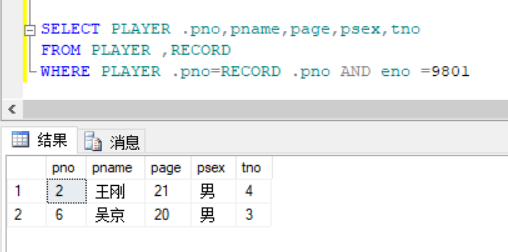 SELECT PLAYER .pno,pname,page,psex,tno
FROM PLAYER ,RECORD
WHERE PLAYER .pno=RECORD .pno AND eno =9801
结果 消息
pno pname page psex tno
1 2 王刚 21 男 4
2 6 吴京 20 男 3